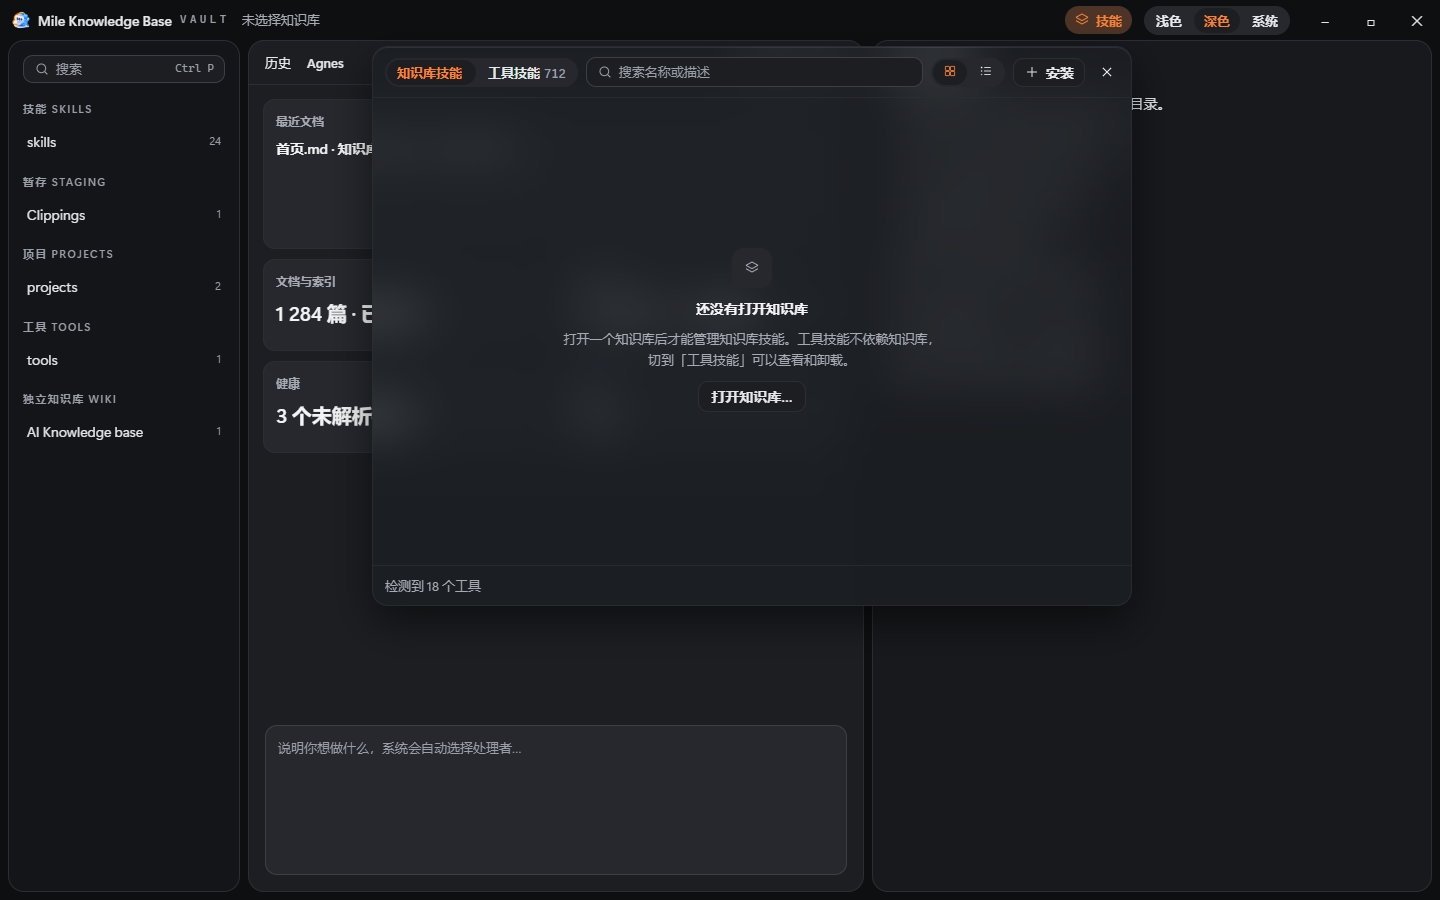 Mile Knowledge Base VAULT 未选择知识库
技能 浅色 深色 系统
搜索 Ctrl P
技能 SKILLS
skills 24
暂存 STAGING
Clippings 1
项目 PROJECTS
projects 2
工具 TOOLS
tools 1
独立知识库 WIKI
AI Knowledge base 1
历史 Agnes
最近文档
首页.md · 知识库
文档与索引
1 284 篇 · 已
健康
3 个未解析
说明你想做什么，系统会自动选择处理者...
知识库技能 工具技能 712 搜索名称或描述 安装
还没有打开知识库
打开一个知识库后才能管理知识库技能。工具技能不依赖知识库，
切到「工具技能」可以查看和卸载。
打开知识库...
检测到 18 个工具
目录。